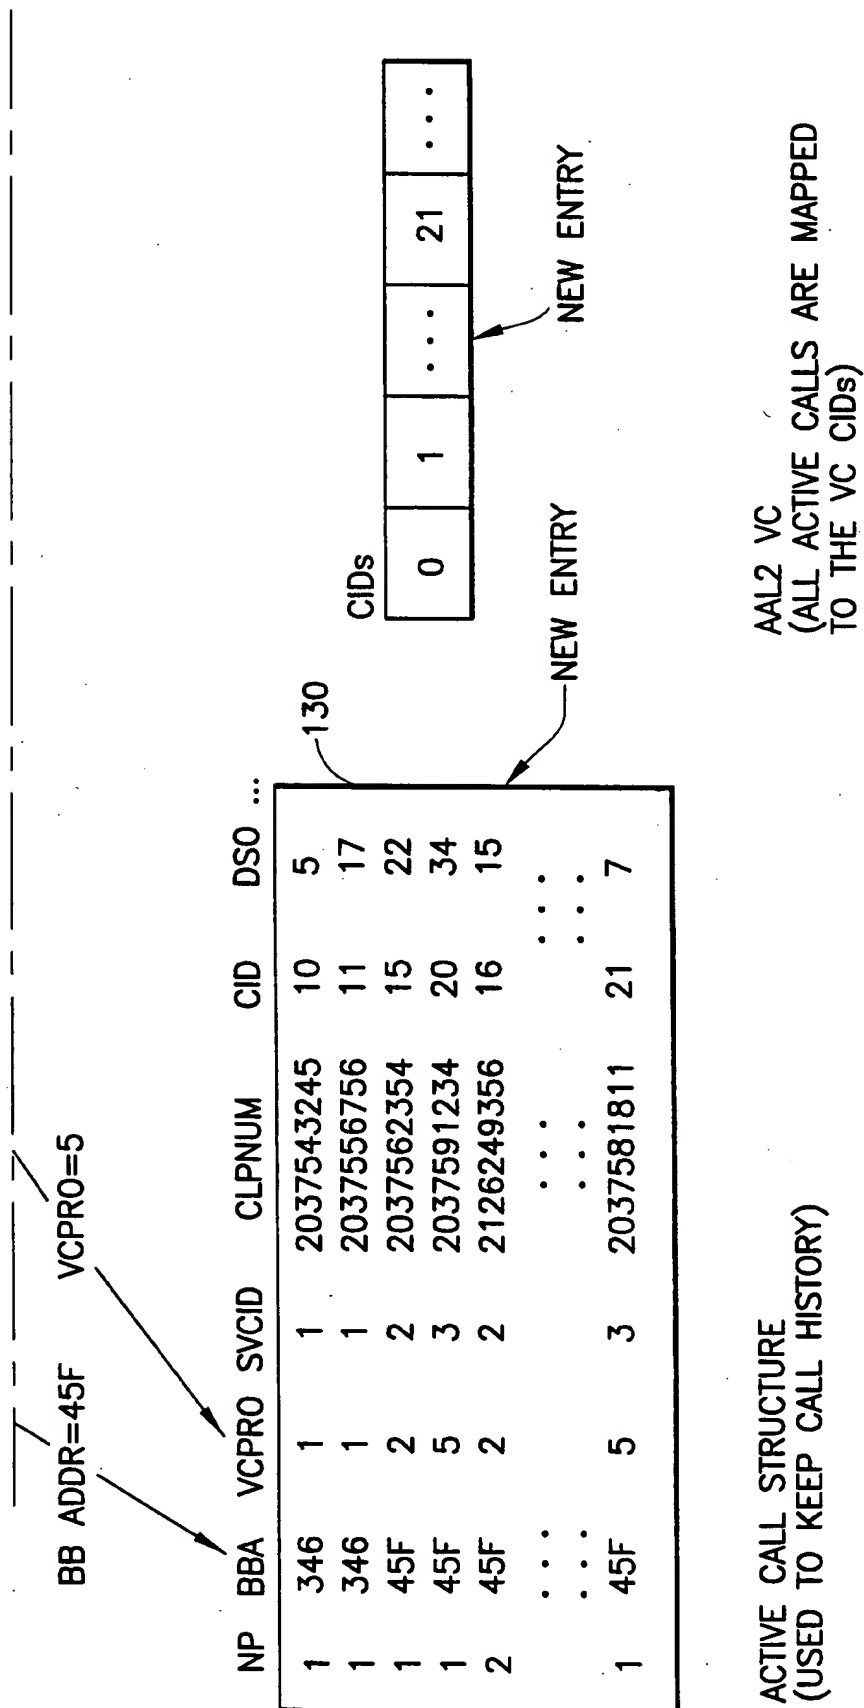 BB ADDR=45F
VCPRO=5
NP BBA VCPRO SVCID CLPNUM CID DSO ...
1 346 1 1 2037543245 10 5
1 346 1 1 2037556756 11 17
1 45F 2 2 2037562354 15 22
1 45F 5 3 2037591234 20 34
2 45F 2 2 2126249356 16 15
... ... ...
... ... ...
1 45F 5 3 2037581811 21 7
130
NEW ENTRY
ACTIVE CALL STRUCTURE
(USED TO KEEP CALL HISTORY)
CIDs
0 1 ... 21 ...
NEW ENTRY
AAL2 VC
(ALL ACTIVE CALLS ARE MAPPED
TO THE VC CIDs)